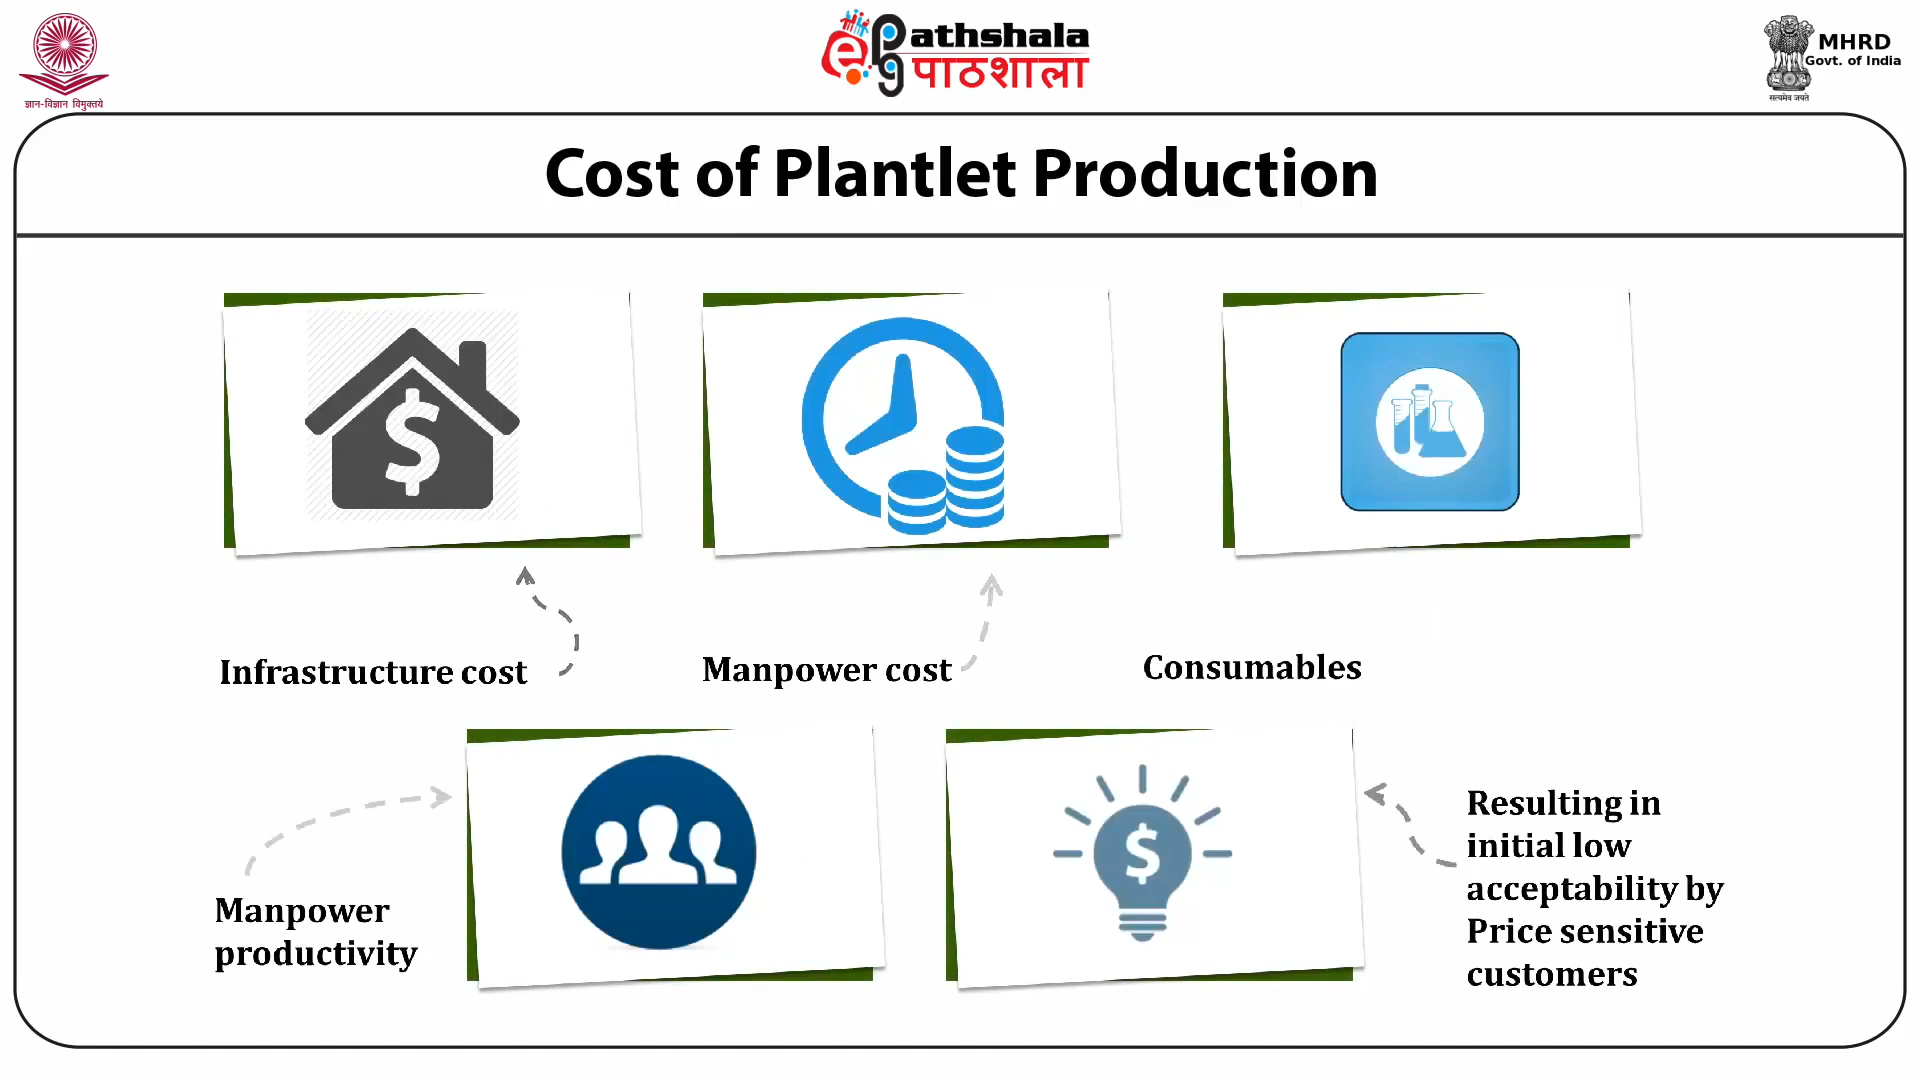 ज्ञान-विज्ञान विमुक्तये
ePathshala
पाठशाला
MHRD
Govt. of India
सत्यमेव जयते
Cost of Plantlet Production
Infrastructure cost
Manpower cost
Consumables
Manpower
productivity
Resulting in
initial low
acceptability by
Price sensitive
customers